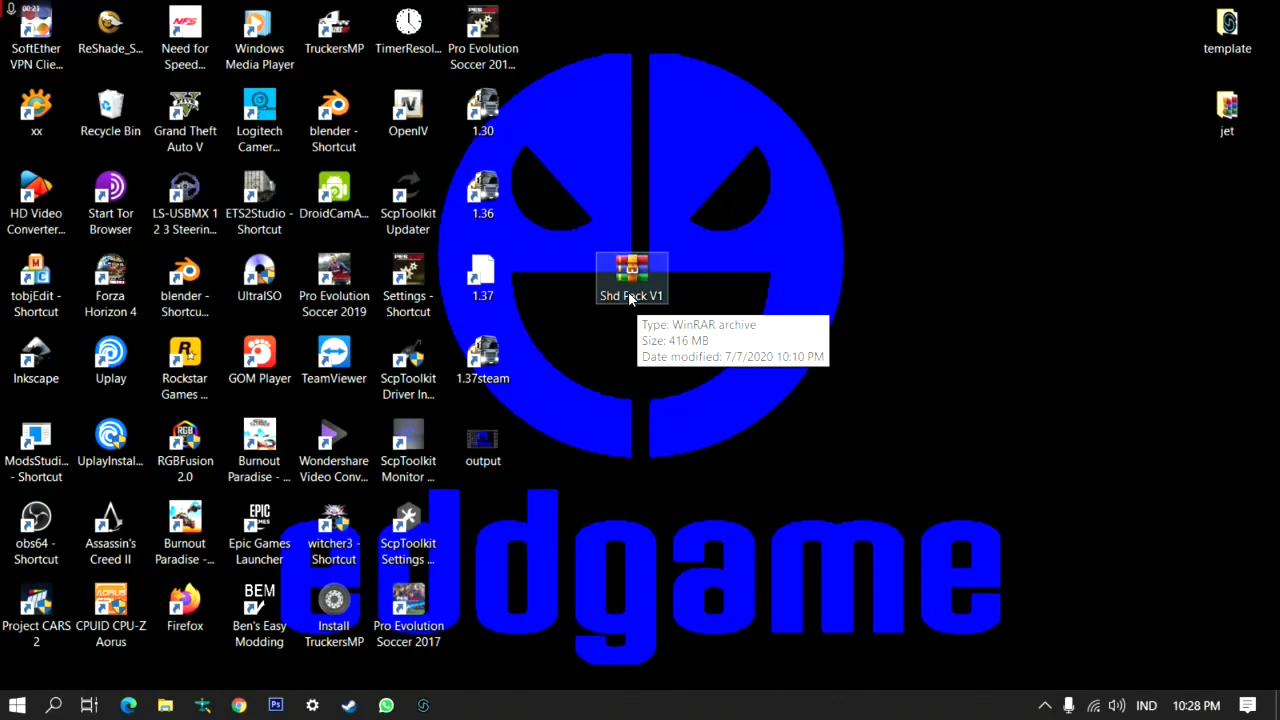 00:21
SoftEther
VPN Clie...
ReShade_S...
Need for
Speed...
Windows
Media Player
TruckersMP
TimerResol...
Pro Evolution
Soccer 201...
template
xx
Recycle Bin
Grand Theft
Auto V
Logitech
Camer...
blender -
Shortcut
OpenIV
1.30
jet
HD Video
Converter...
Start Tor
Browser
LS-USBMX 1
2 3 Steerin...
ETS2Studio -
Shortcut
DroidCamA...
ScpToolkit
Updater
1.36
tobjEdit -
Shortcut
Forza
Horizon 4
blender -
Shortcu...
UltraISO
Pro Evolution
Soccer 2019
Settings -
Shortcut
1.37
Shd Pack V1
Type: WinRAR archive
Size: 416 MB
Date modified: 7/7/2020 10:10 PM
Inkscape
Uplay
Rockstar
Games ...
GOM Player
TeamViewer
ScpToolkit
Driver In...
1.37steam
ModsStudi...
- Shortcut
UplayInstal...
RGBFusion
2.0
Burnout
Paradise - ...
Wondershare
Video Conv...
ScpToolkit
Monitor ...
output
obs64 -
Shortcut
Assassin's
Creed II
Burnout
Paradise -...
Epic Games
Launcher
witcher3 -
Shortcut
ScpToolkit
Settings ...
eddgame
Project CARS
2
CPUID CPU-Z
Aorus
Firefox
BEM
Ben's Easy
Modding
Install
TruckersMP
Pro Evolution
Soccer 2017
IND
10:28 PM